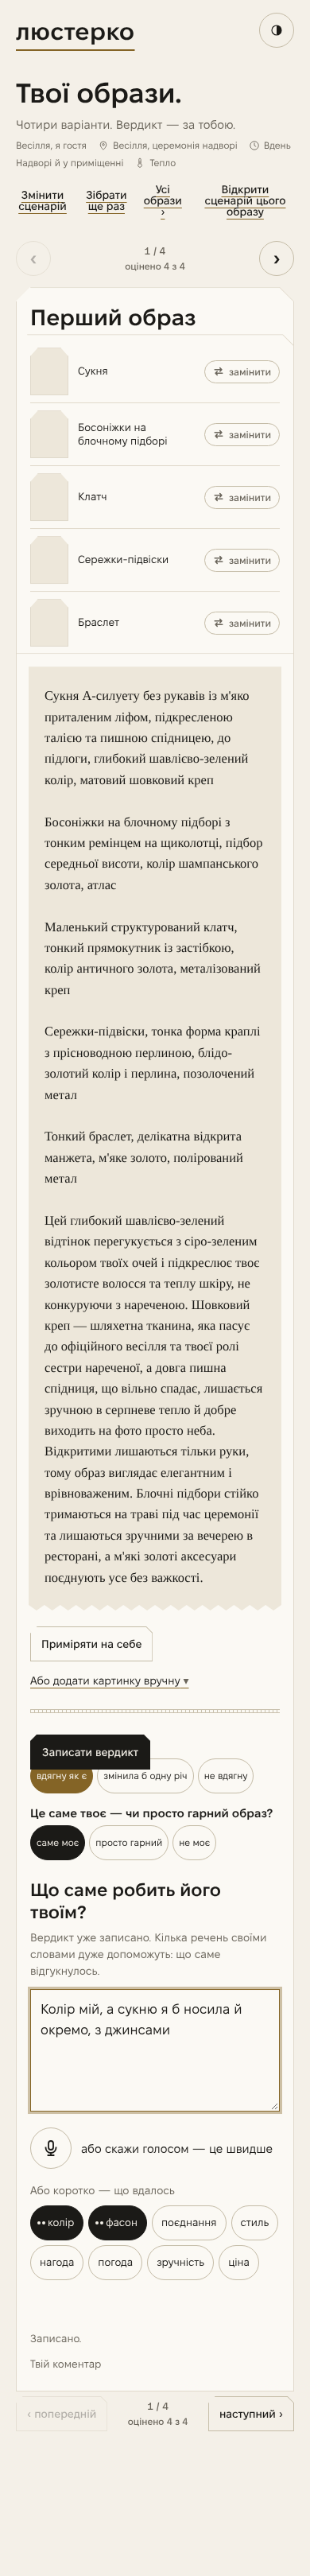 люстерко
Твої образи.
Чотири варіанти. Вердикт — за тобою.
Весілля, я гостя Весілля, церемонія надворі Вдень
Надворі й у приміщенні Тепло
Змінити
сценарій
Зібрати
ще раз
Усі
образи
›
Відкрити
сценарій цього
образу
‹
1 / 4
оцінено 4 з 4
›
Перший образ
Сукня
замінити
Босоніжки на
блочному підборі
замінити
Клатч
замінити
Сережки-підвіски
замінити
Браслет
замінити
Сукня А-силуету без рукавів із м'яко
приталеним ліфом, підкресленою
талією та пишною спідницею, до
підлоги, глибокий шавлієво-зелений
колір, матовий шовковий креп
Босоніжки на блочному підборі з
тонким ремінцем на щиколотці, підбор
середньої висоти, колір шампанського
золота, атлас
Маленький структурований клатч,
тонкий прямокутник із застібкою,
колір античного золота, металізований
креп
Сережки-підвіски, тонка форма краплі
з прісноводною перлиною, блідо-
золотий колір і перлина, позолочений
метал
Тонкий браслет, делікатна відкрита
манжета, м'яке золото, полірований
метал
Цей глибокий шавлієво-зелений
відтінок перегукується з сіро-зеленим
кольором твоїх очей і підкреслює твоє
золотисте волосся та теплу шкіру, не
конкуруючи з нареченою. Шовковий
креп — шляхетна тканина, яка пасує
до офіційного весілля та твоєї ролі
сестри нареченої, а довга пишна
спідниця, що вільно спадає, лишається
зручною в серпневе тепло й добре
виходить на фото просто неба.
Відкритими лишаються тільки руки,
тому образ виглядає елегантним і
врівноваженим. Блочні підбори стійко
тримаються на траві під час церемонії
та лишаються зручними за вечерею в
ресторані, а м'які золоті аксесуари
поєднують усе без важкості.
Приміряти на себе
Або додати картинку вручну ▾
Записати вердикт
вдягну як є
змінила б одну річ
не вдягну
Це саме твоє — чи просто гарний образ?
саме моє
просто гарний
не моє
Що саме робить його
твоїм?
Вердикт уже записано. Кілька речень своїми
словами дуже допоможуть: що саме
відгукнулось.
Колір мій, а сукню я б носила й
окремо, з джинсами
або скажи голосом — це швидше
Або коротко — що вдалось
колір
фасон
поєднання
стиль
нагода
погода
зручність
ціна
Записано.
Твій коментар
‹ попередній
1 / 4
оцінено 4 з 4
наступний ›